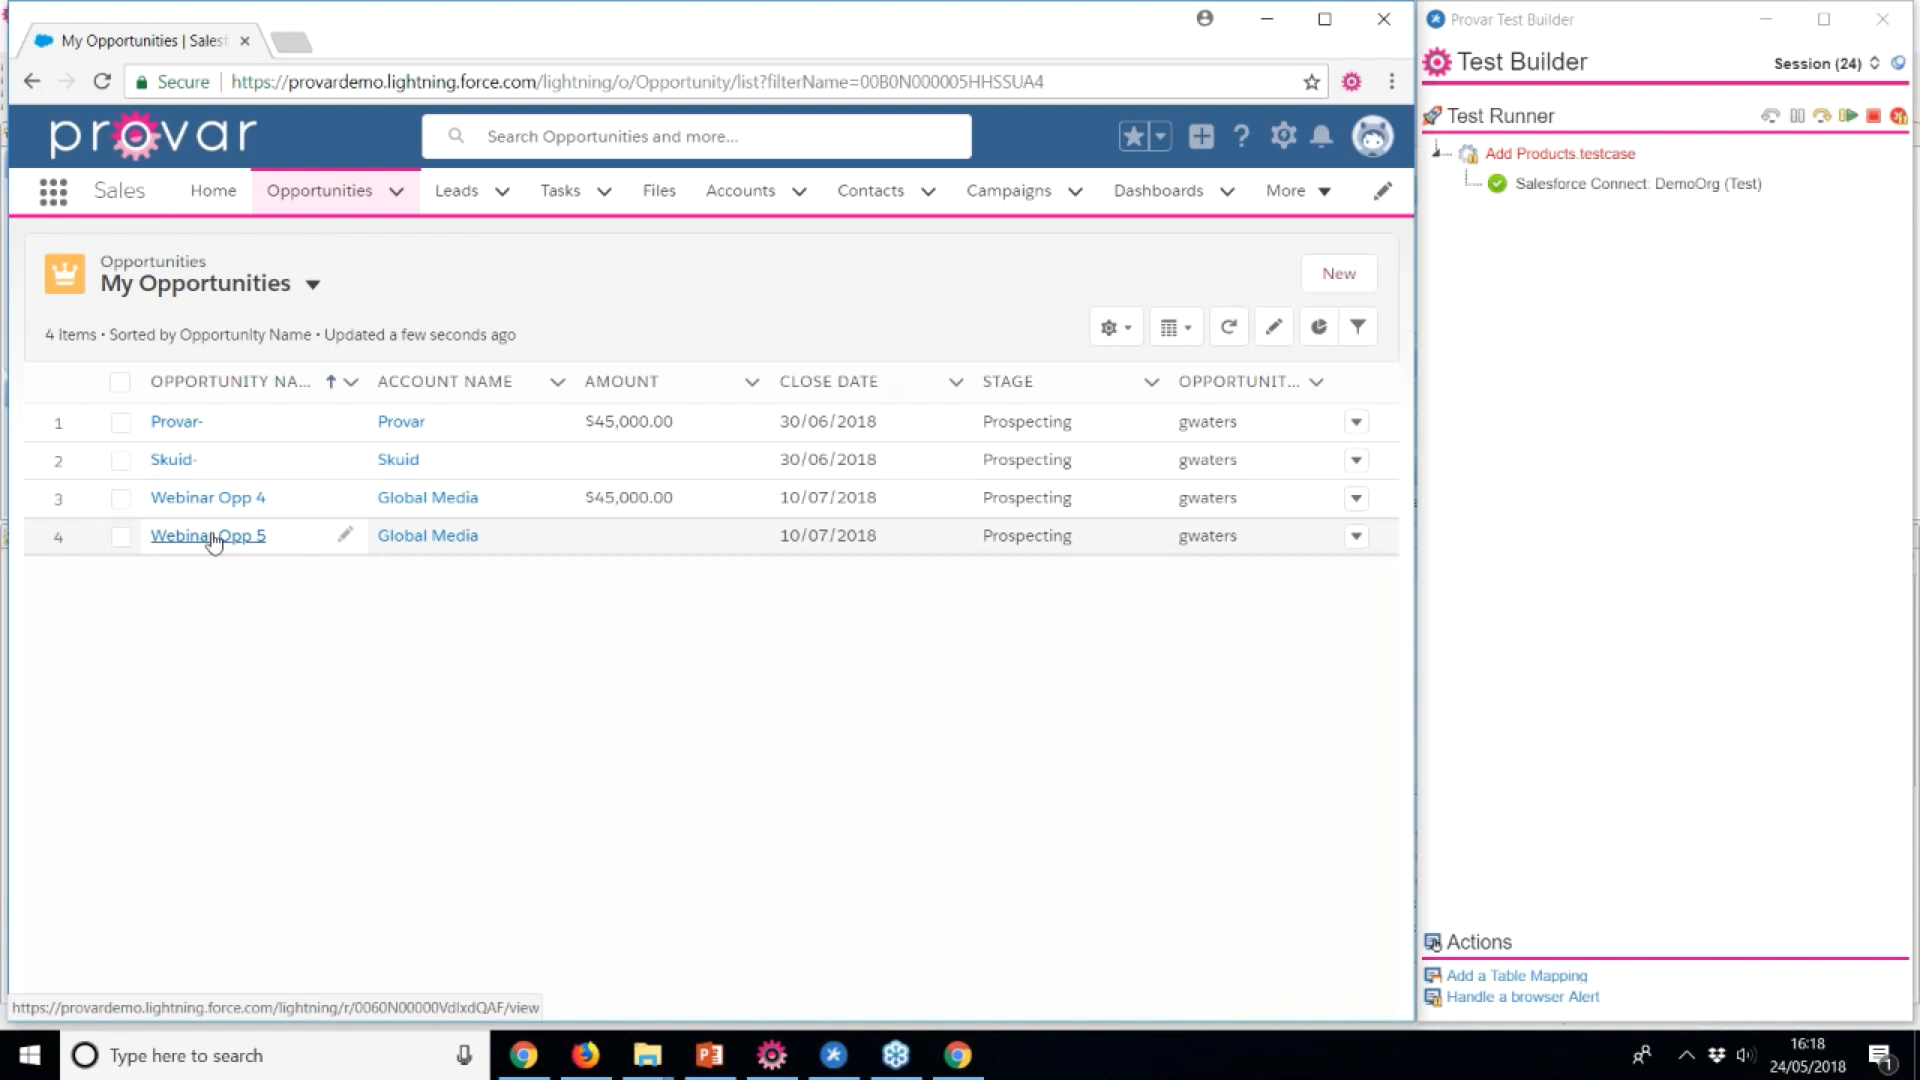 My Opportunities | Salesf
Secure
https://provardemo.lightning.force.com/lightning/o/Opportunity/list?filterName=00B0N000005HHSSUA4
provar
Search Opportunities and more...
Sales
Home
Opportunities
Leads
Tasks
Files
Accounts
Contacts
Campaigns
Dashboards
More
Opportunities
My Opportunities
New
4 Items • Sorted by Opportunity Name • Updated a few seconds ago
OPPORTUNITY NA... ACCOUNT NAME AMOUNT CLOSE DATE STAGE OPPORTUNIT...
1 Provar- Provar $45,000.00 30/06/2018 Prospecting gwaters
2 Skuid- Skuid 30/06/2018 Prospecting gwaters
3 Webinar Opp 4 Global Media $45,000.00 10/07/2018 Prospecting gwaters
4 Webinar Opp 5 Global Media 10/07/2018 Prospecting gwaters
https://provardemo.lightning.force.com/lightning/r/0060N00000VdIxdQAF/view
Provar Test Builder
Test Builder
Session (24)
Test Runner
Add Products.testcase
Salesforce Connect: DemoOrg (Test)
Actions
Add a Table Mapping
Handle a browser Alert
Type here to search
16:18
24/05/2018
1